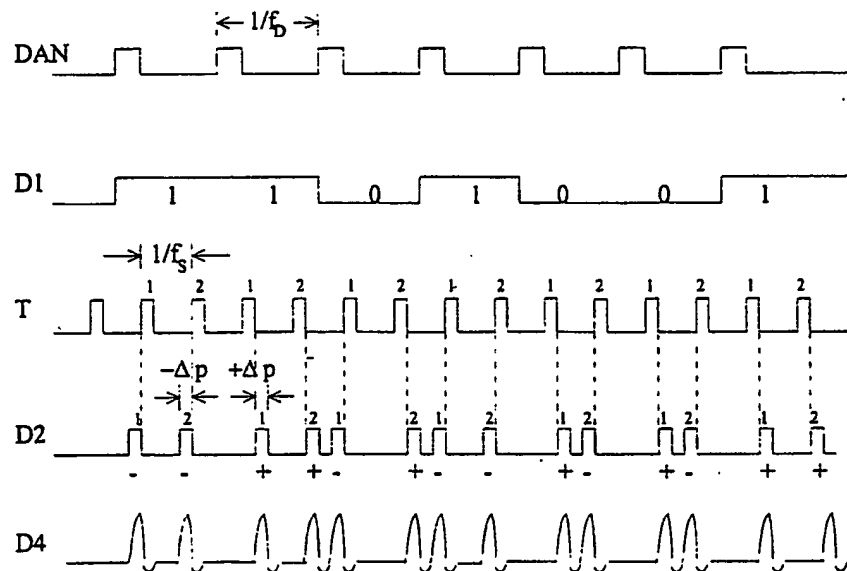 1/f_D
DAN
D1
1 1 0 1 0 0 1
1/f_S
1 2 1 2 1 2 1 2 1 2 1 2 1 2
T
-Δp +Δp
1 2 1 2 1 2 1 2 1 2 1 2 1 2
D2
- - + + - + - - + - + - + +
D4